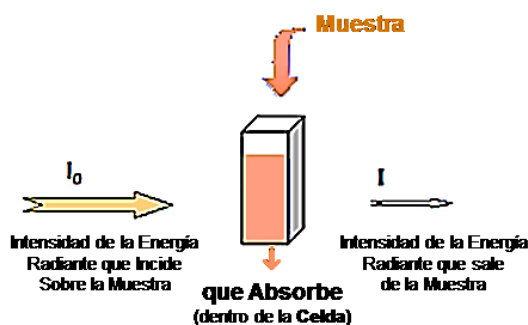 Muestra
I₀
I
Intensidad de la Energía
Radiante que Incide
Sobre la Muestra
Intensidad de la Energía
Radiante que sale
de la Muestra
que Absorbe
(dentro de la Celda)